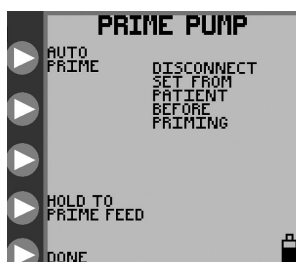 PRIME PUMP
AUTO
PRIME
DISCONNECT
SET FROM
PATIENT
BEFORE
PRIMING
HOLD TO
PRIME FEED
DONE